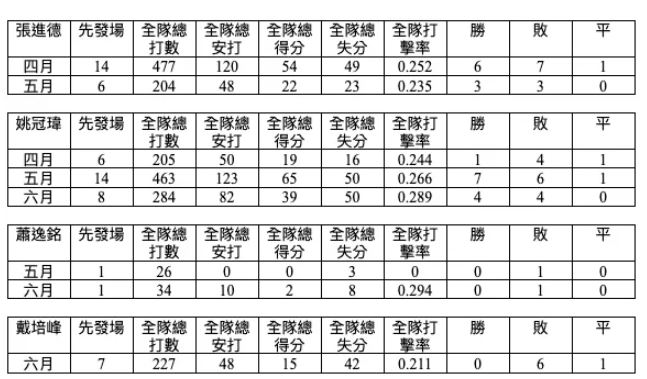 張進德 先發場 全隊總打數 全隊總安打 全隊總得分 全隊總失分 全隊打擊率 勝 敗 平
四月 14 477 120 54 49 0.252 6 7 1
五月 6 204 48 22 23 0.235 3 3 0
姚冠瑋 先發場 全隊總打數 全隊總安打 全隊總得分 全隊總失分 全隊打擊率 勝 敗 平
四月 6 205 50 19 16 0.244 1 4 1
五月 14 463 123 65 50 0.266 7 6 1
六月 8 284 82 39 50 0.289 4 4 0
蕭逸銘 先發場 全隊總打數 全隊總安打 全隊總得分 全隊總失分 全隊打擊率 勝 敗 平
五月 1 26 0 0 3 0 0 1 0
六月 1 34 10 2 8 0.294 0 1 0
戴培峰 先發場 全隊總打數 全隊總安打 全隊總得分 全隊總失分 全隊打擊率 勝 敗 平
六月 7 227 48 15 42 0.211 0 6 1